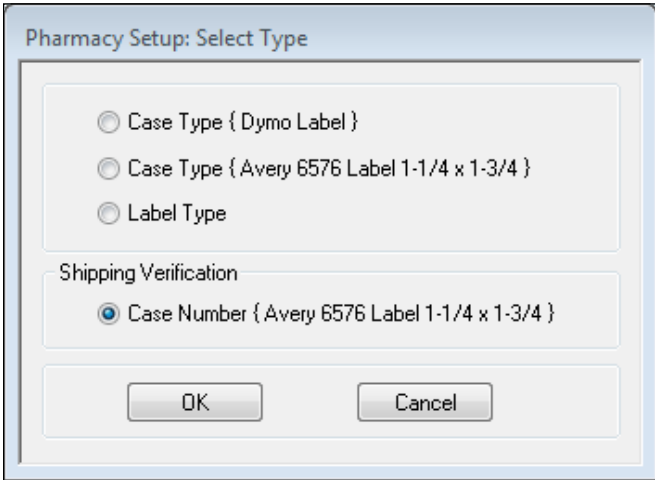 Pharmacy Setup: Select Type
Case Type { Dymo Label }
Case Type { Avery 6576 Label 1-1/4 x 1-3/4 }
Label Type
Shipping Verification
Case Number { Avery 6576 Label 1-1/4 x 1-3/4 }
OK Cancel